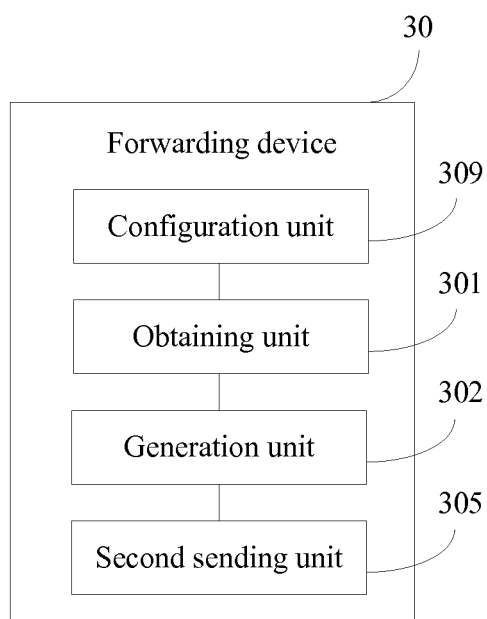 30
Forwarding device
309
Configuration unit
301
Obtaining unit
302
Generation unit
305
Second sending unit